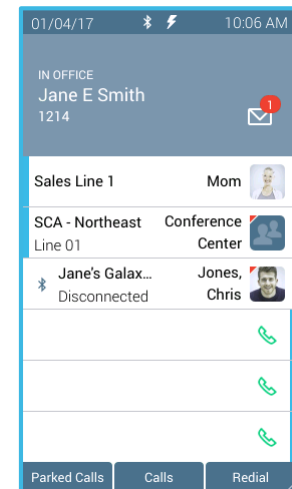 01/04/17 10:06 AM
IN OFFICE
Jane E Smith
1214
1
Sales Line 1 Mom
SCA - Northeast Conference
Line 01 Center
Jane's Galax... Jones,
Disconnected Chris
Parked Calls Calls Redial